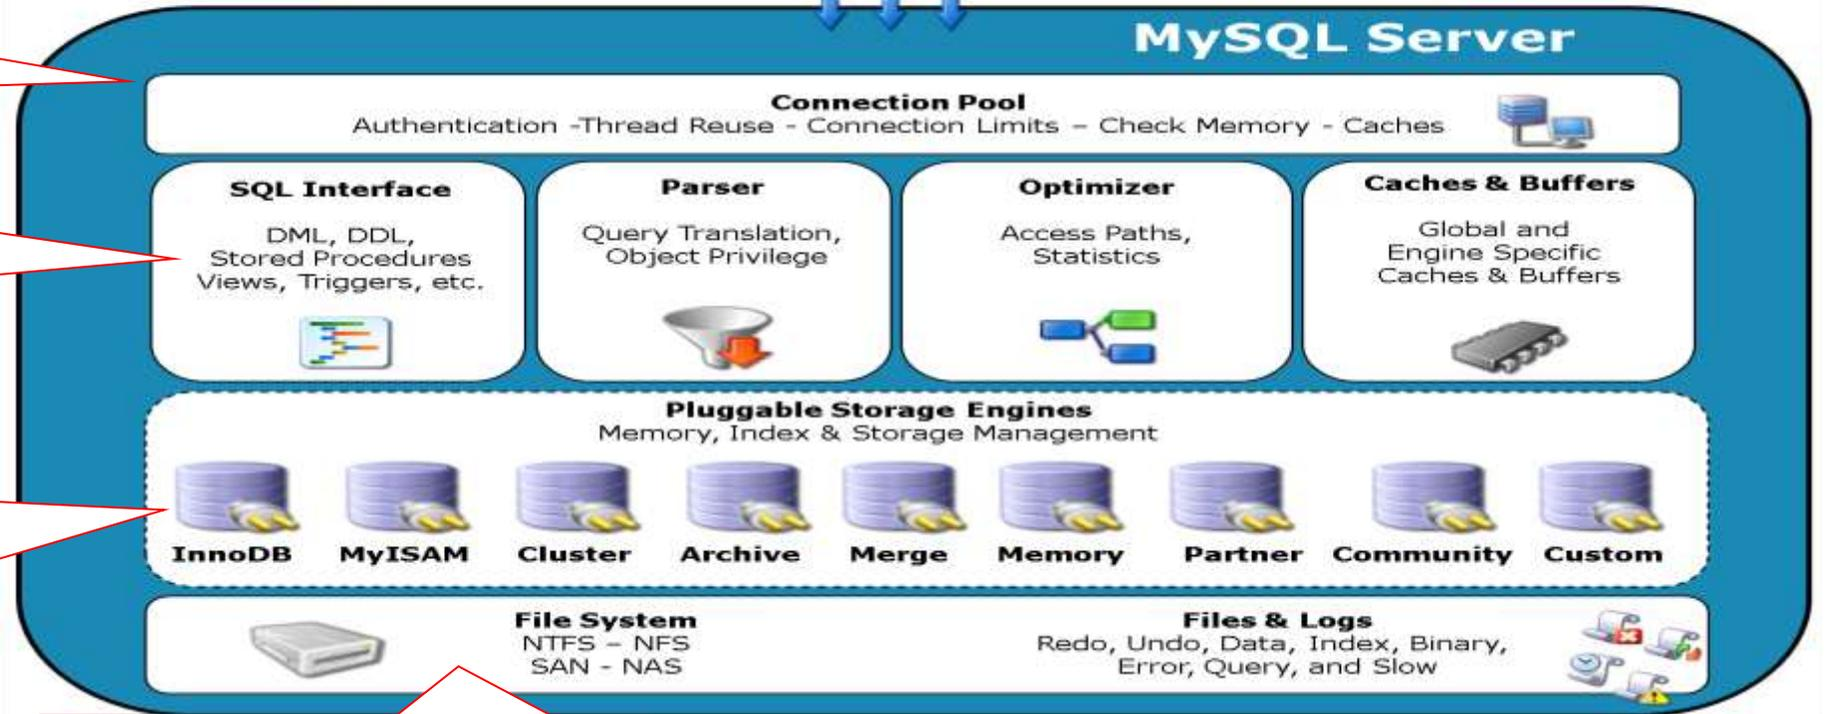 MySQL Server
Connection Pool
Authentication -Thread Reuse - Connection Limits – Check Memory - Caches
SQL Interface
DML, DDL,
Stored Procedures
Views, Triggers, etc.
Parser
Query Translation,
Object Privilege
Optimizer
Access Paths,
Statistics
Caches & Buffers
Global and
Engine Specific
Caches & Buffers
Pluggable Storage Engines
Memory, Index & Storage Management
InnoDB
MyISAM
Cluster
Archive
Merge
Memory
Partner
Community
Custom
File System
NTFS – NFS
SAN - NAS
Files & Logs
Redo, Undo, Data, Index, Binary,
Error, Query, and Slow